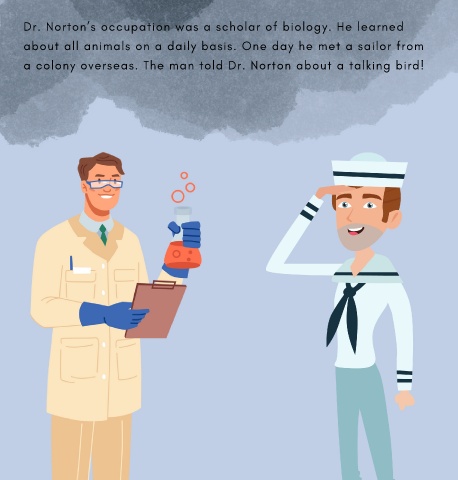 Dr. Norton's occupation was a scholar of biology. He learned
about all animals on a daily basis. One day he met a sailor from
a colony overseas. The man told Dr. Norton about a talking bird!